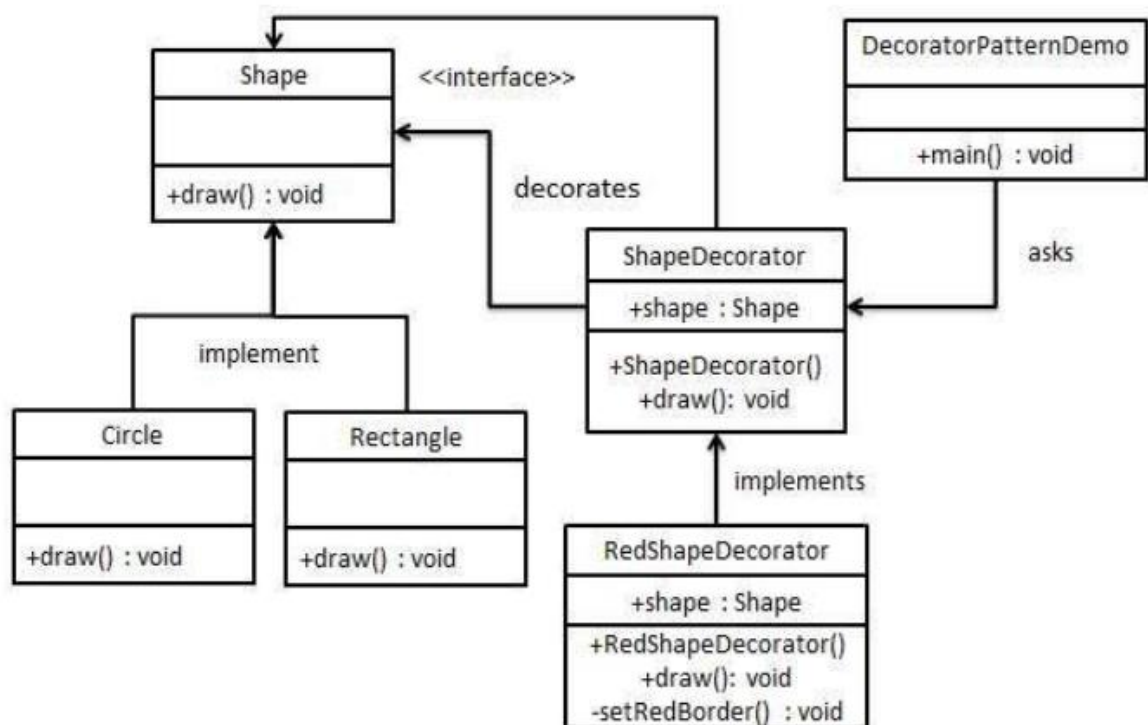 Shape
+draw() : void
<<interface>>
DecoratorPatternDemo
+main() : void
decorates
asks
ShapeDecorator
+shape : Shape
+ShapeDecorator()
+draw(): void
implement
Circle
+draw() : void
Rectangle
+draw() : void
implements
RedShapeDecorator
+shape : Shape
+RedShapeDecorator()
+draw(): void
-setRedBorder() : void